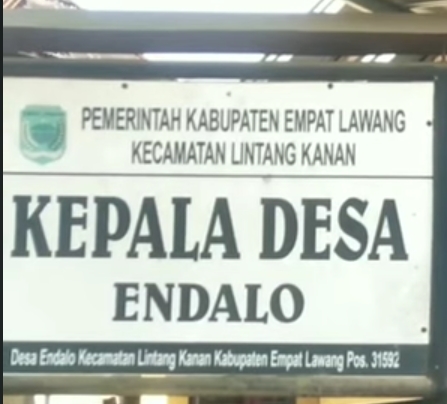 PEMERINTAH KABUPATEN EMPAT LAWANG
KECAMATAN LINTANG KANAN
KEPALA DESA
ENDALO
Desa Endalo Kecamatan Lintang Kanan Kabupaten Empat Lawang Pos. 31592